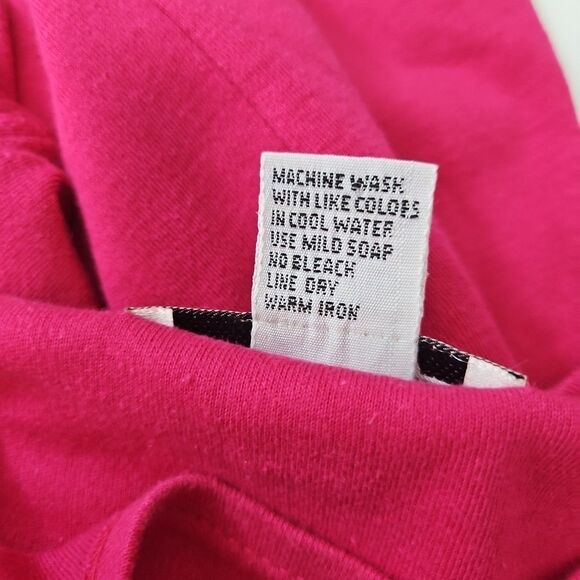 MACHINE WASH
WITH LIKE COLORS
IN COOL WATER
USE MILD SOAP
NO BLEACH
LINE DRY
WARM IRON